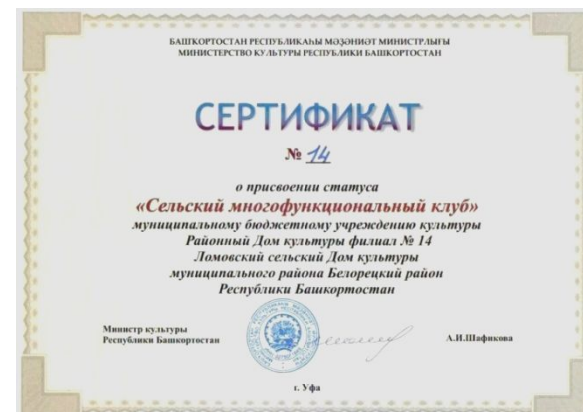 БАШҠОРТОСТАН РЕСПУБЛИКАҺЫ МӘҘӘНИӘТ МИНИСТРЛЫҒЫ
МИНИСТЕРСТВО КУЛЬТУРЫ РЕСПУБЛИКИ БАШКОРТОСТАН
СЕРТИФИКАТ
№ 14
о присвоении статуса
«Сельский многофункциональный клуб»
муниципальному бюджетному учреждению культуры
Районный Дом культуры филиал № 14
Ломовский сельский Дом культуры
муниципального района Белорецкий район
Республики Башкортостан
Министр культуры
Республики Башкортостан
А.И.Шафикова
г. Уфа